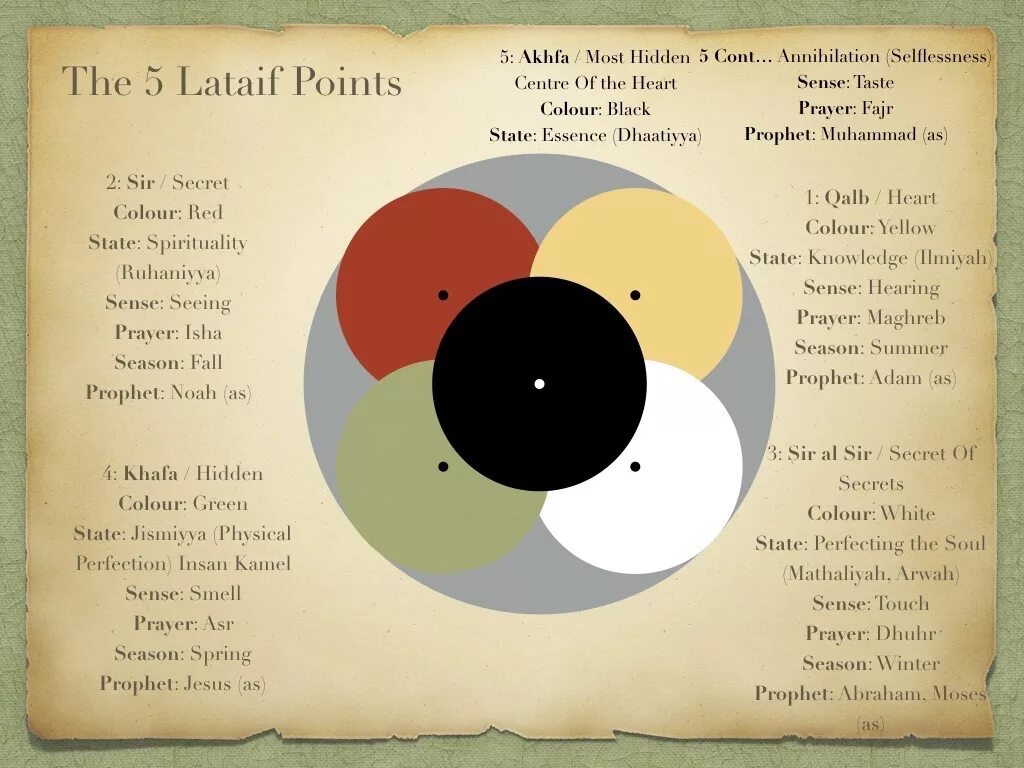 The 5 Lataif Points
5: Akhfa / Most Hidden
Centre Of the Heart
Colour: Black
State: Essence (Dhaatiyya)
5 Cont... Annihilation (Selflessness)
Sense: Taste
Prayer: Fajr
Prophet: Muhammad (as)
2: Sir / Secret
Colour: Red
State: Spirituality
(Ruhaniyya)
Sense: Seeing
Prayer: Isha
Season: Fall
Prophet: Noah (as)
1: Qalb / Heart
Colour: Yellow
State: Knowledge (Ilmiyah)
Sense: Hearing
Prayer: Maghreb
Season: Summer
Prophet: Adam (as)
4: Khafa / Hidden
Colour: Green
State: Jismiyya (Physical
Perfection) Insan Kamel
Sense: Smell
Prayer: Asr
Season: Spring
Prophet: Jesus (as)
3: Sir al Sir / Secret Of
Secrets
Colour: White
State: Perfecting the Soul
(Mathaliyah, Arwah)
Sense: Touch
Prayer: Dhuhr
Season: Winter
Prophet: Abraham, Moses
(as)